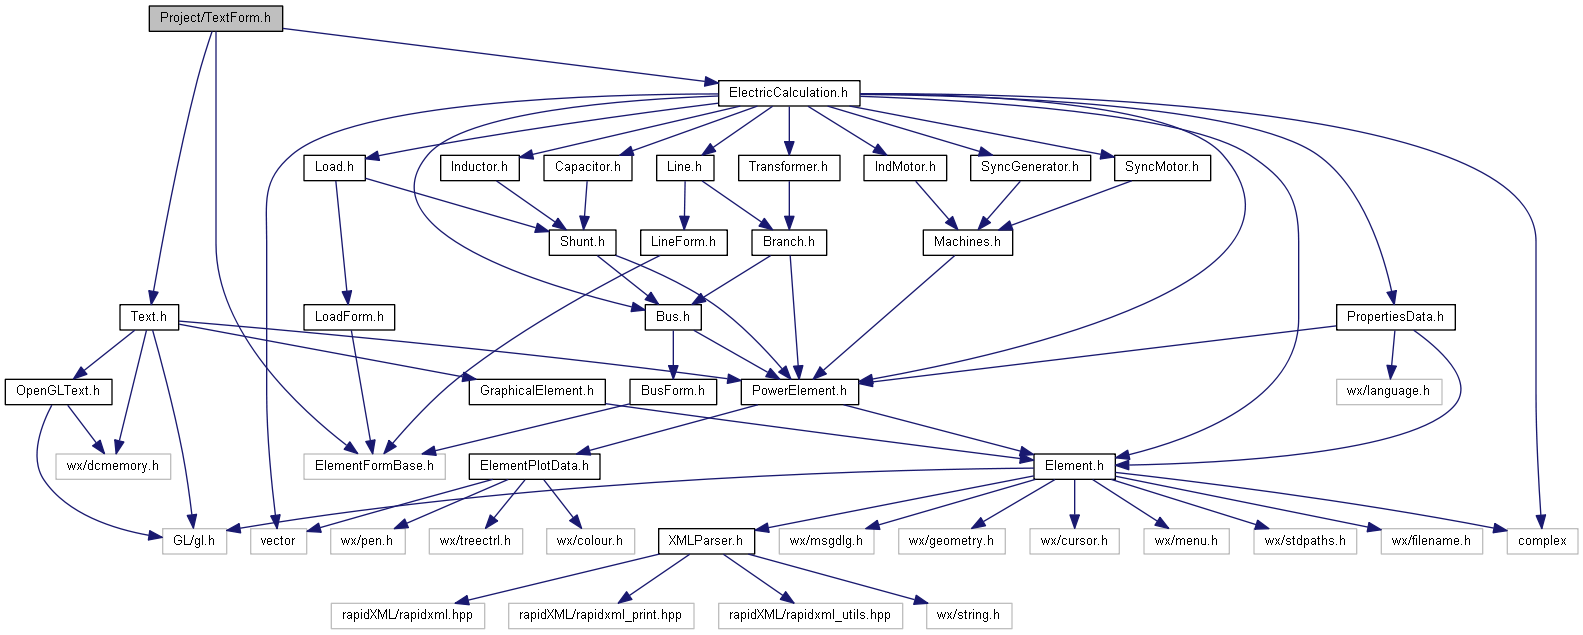 Project/TextForm.h
ElectricCalculation.h
Load.h
Inductor.h
Capacitor.h
Line.h
Transformer.h
IndMotor.h
SyncGenerator.h
SyncMotor.h
Shunt.h
LineForm.h
Branch.h
Machines.h
Text.h
LoadForm.h
Bus.h
PropertiesData.h
OpenGLText.h
GraphicalElement.h
BusForm.h
PowerElement.h
wx/language.h
wx/dcmemory.h
ElementFormBase.h
ElementPlotData.h
Element.h
GL/gl.h
vector
wx/pen.h
wx/treectrl.h
wx/colour.h
XMLParser.h
wx/msgdlg.h
wx/geometry.h
wx/cursor.h
wx/menu.h
wx/stdpaths.h
wx/filename.h
complex
rapidXML/rapidxml.hpp
rapidXML/rapidxml_print.hpp
rapidXML/rapidxml_utils.hpp
wx/string.h